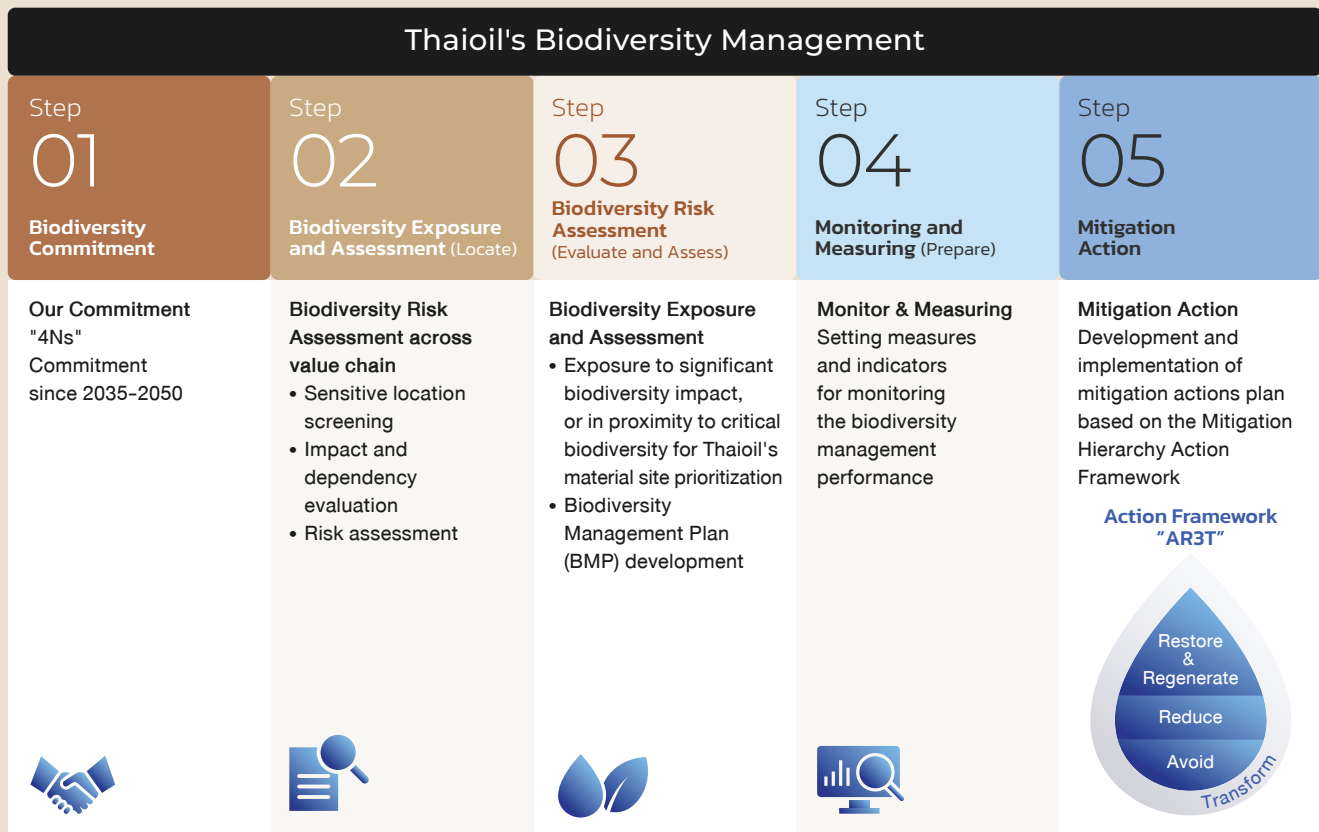 Thaioil's Biodiversity Management
Step
01
Biodiversity
Commitment
Our Commitment
"4Ns"
Commitment
since 2035-2050
Step
02
Biodiversity Exposure
and Assessment (Locate)
Biodiversity Risk
Assessment across
value chain
• Sensitive location
screening
• Impact and
dependency
evaluation
• Risk assessment
Step
03
Biodiversity Risk
Assessment
(Evaluate and Assess)
Biodiversity Exposure
and Assessment
• Exposure to significant
biodiversity impact,
or in proximity to critical
biodiversity for Thaioil's
material site prioritization
• Biodiversity
Management Plan
(BMP) development
Step
04
Monitoring and
Measuring (Prepare)
Monitor & Measuring
Setting measures
and indicators
for monitoring
the biodiversity
management
performance
Step
05
Mitigation
Action
Mitigation Action
Development and
implementation of
mitigation actions plan
based on the Mitigation
Hierarchy Action
Framework
Action Framework
"AR3T"
Restore
&
Regenerate
Reduce
Avoid
Transform